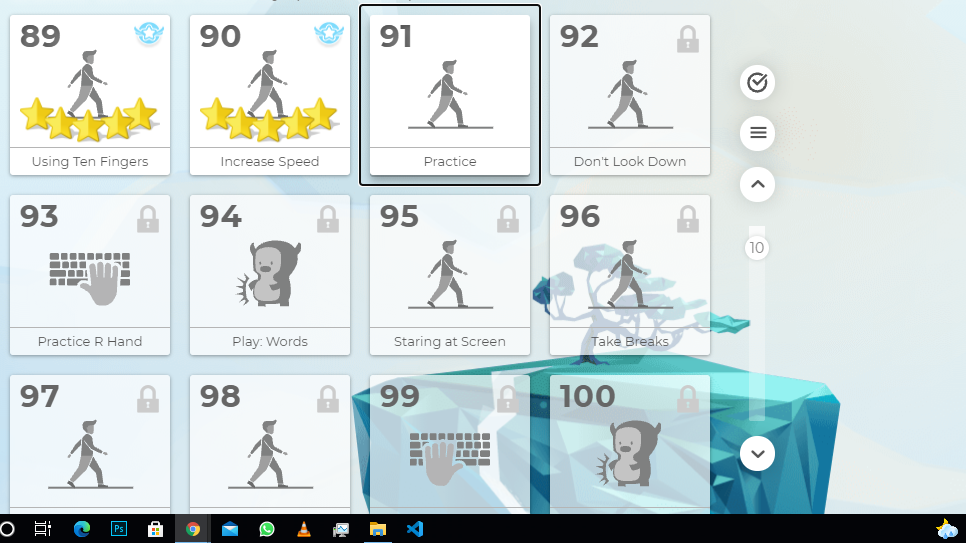 89
90
91
92
Using Ten Fingers
Increase Speed
Practice
Don't Look Down
93
94
95
96
10
Practice R Hand
Play: Words
Staring at Screen
Take Breaks
97
98
99
100
Ps